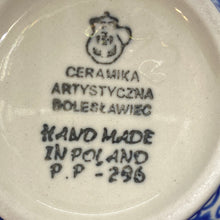 CERAMIKA
ARTYSTYCZNA
BOLESŁAWIEC
HAND MADE
IN POLAND
P.P - 296